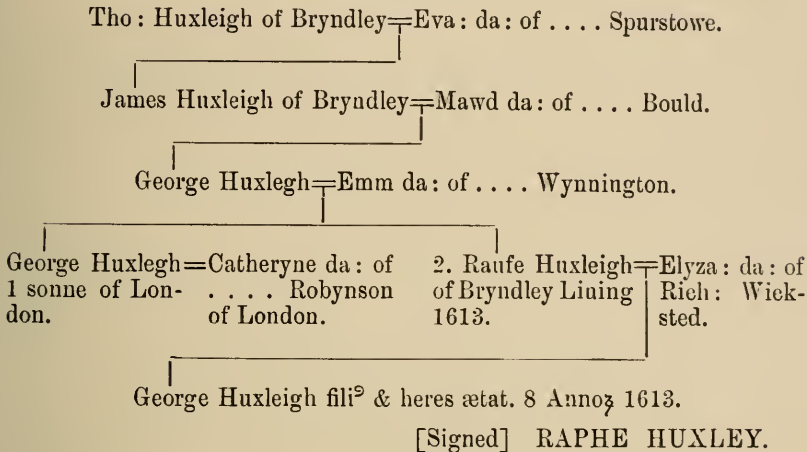 Tho: Huxleigh of Bryndley=Eva: da: of .... Spurstowe.
James Huxleigh of Bryndley=Mawd da: of .... Bould.
George Huxlegh=Emm da: of .... Wynnington.
George Huxlegh=Catheryne da: of
1 sonne of Lon- .... Robynson
don. of London.
2. Raufe Huxleigh=Elyza: da: of
of Bryndley Liuing Rich: Wick-
1613. sted.
George Huxleigh fili⁹ & heres ætat. 8 Annoꝝ 1613.
[Signed] RAPHE HUXLEY.